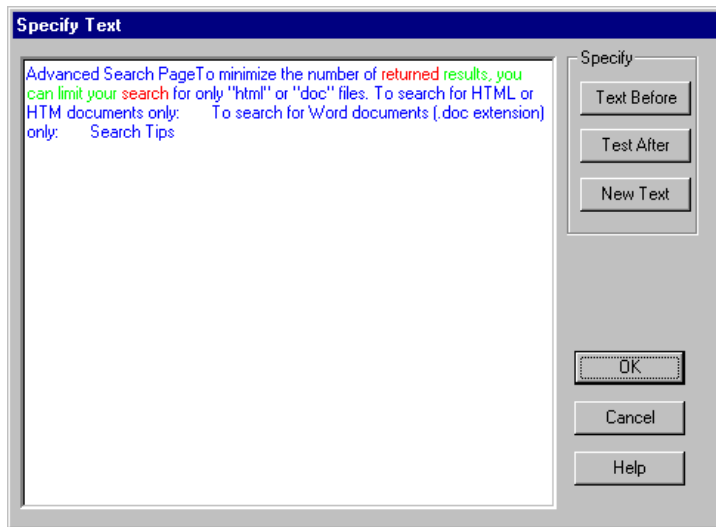 Specify Text
Advanced Search PageTo minimize the number of returned results, you
can limit your search for only "html" or "doc" files. To search for HTML or
HTM documents only:      To search for Word documents (.doc extension)
only:      Search Tips
Specify
Text Before
Test After
New Text
OK
Cancel
Help